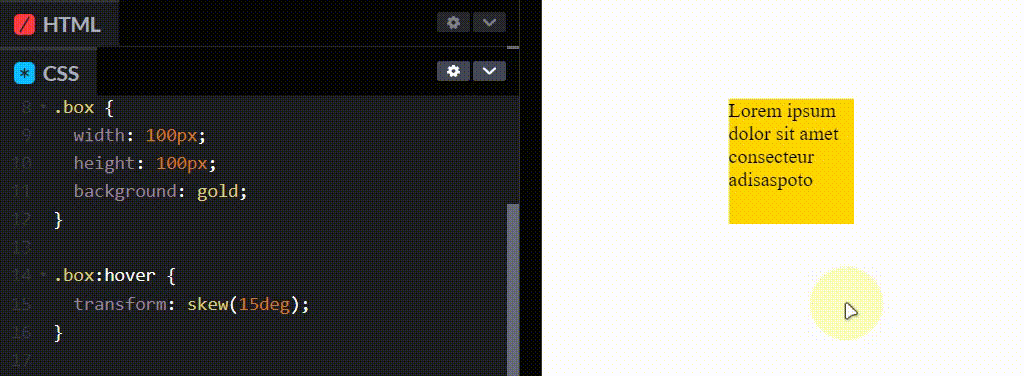 HTML
CSS
8 .box {
9 width: 100px;
10 height: 100px;
11 background: gold;
12 }
13
14 .box:hover {
15 transform: skew(15deg);
16 }
17
Lorem ipsum
dolor sit amet
consecteur
adisaspoto